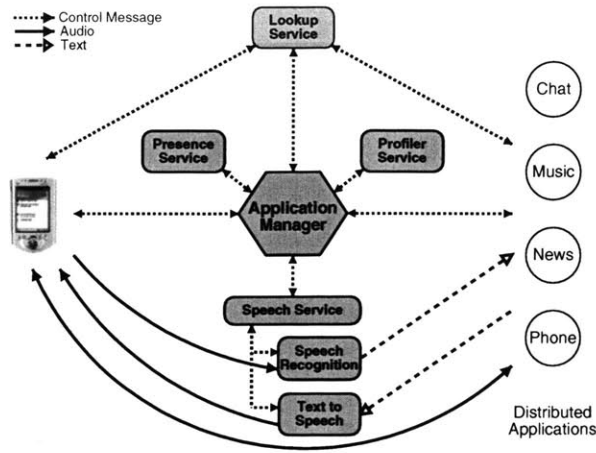 Control Message
Audio
Text
Lookup
Service
Chat
Presence
Service
Profiler
Service
Music
Application
Manager
News
Speech Service
Speech
Recognition
Phone
Text to
Speech
Distributed
Applications